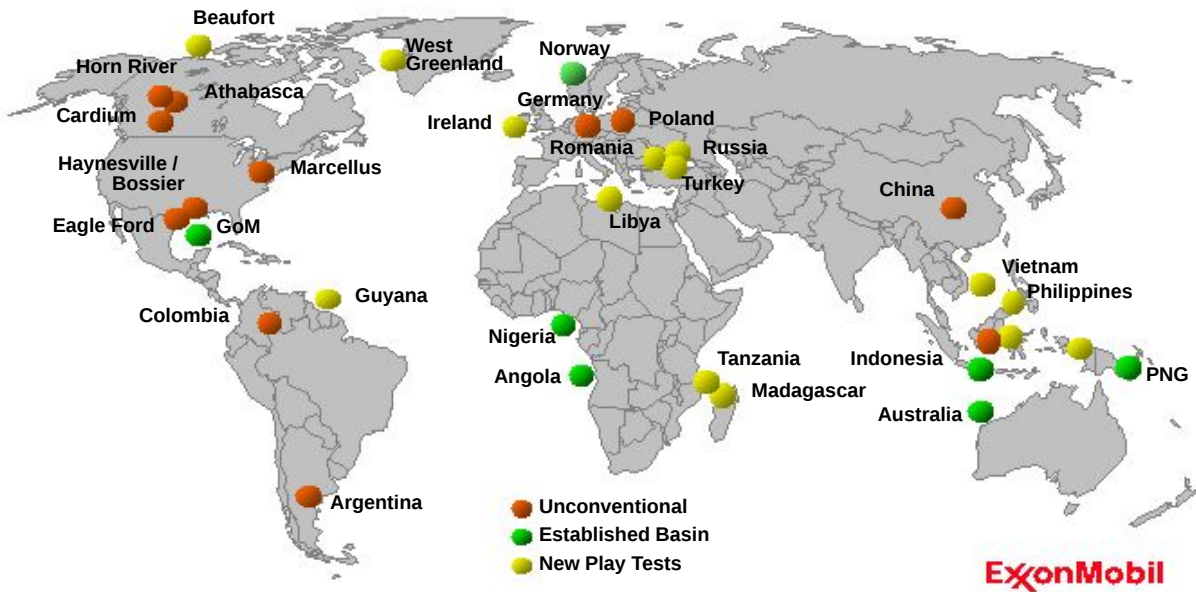 Beaufort
West
Greenland
Norway
Horn River
Athabasca
Cardium
Germany
Ireland
Poland
Romania
Russia
Turkey
Haynesville /
Bossier
Marcellus
China
Eagle Ford
GoM
Libya
Vietnam
Philippines
Guyana
Colombia
Nigeria
Indonesia
Tanzania
Angola
PNG
Madagascar
Australia
Argentina
Unconventional
Established Basin
New Play Tests
ExxonMobil